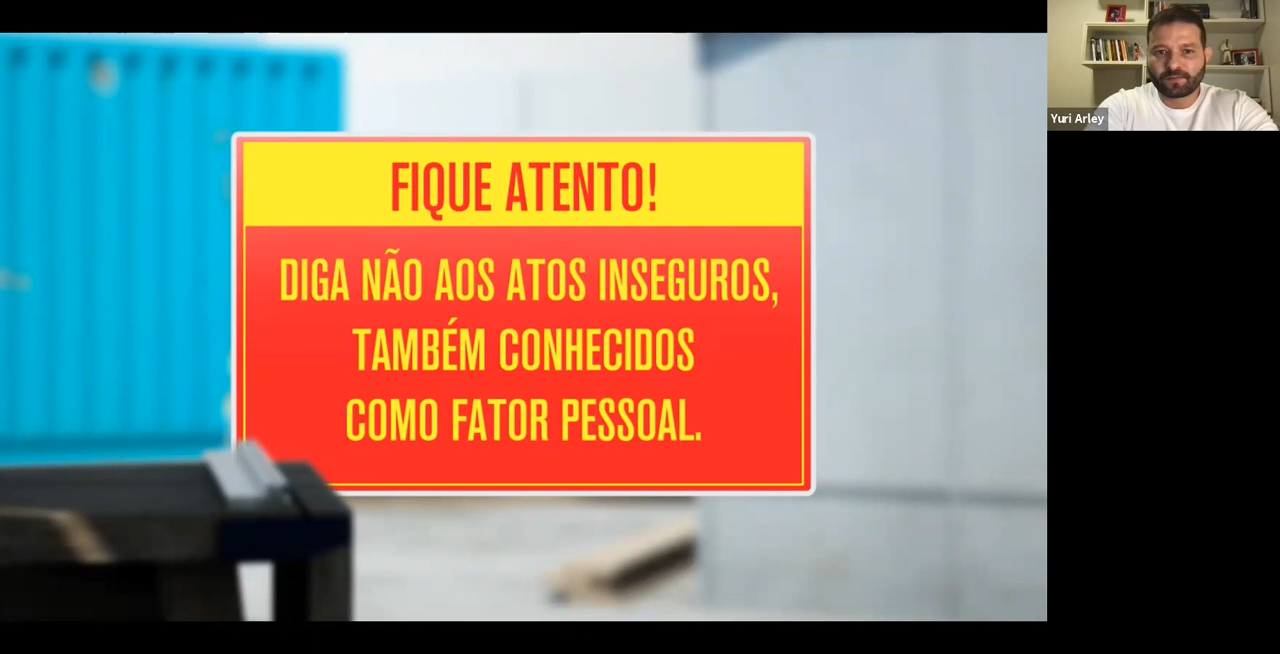 FIQUE ATENTO!
DIGA NÃO AOS ATOS INSEGUROS,
TAMBÉM CONHECIDOS
COMO FATOR PESSOAL.
Yuri Arley